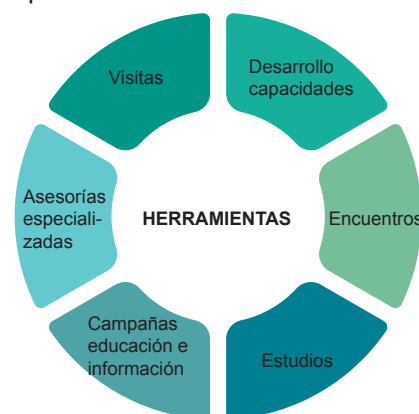 Visitas
Desarrollo
capacidades
Asesorías
especiali-
zadas
HERRAMIENTAS
Encuentros
Campañas
educación e
información
Estudios